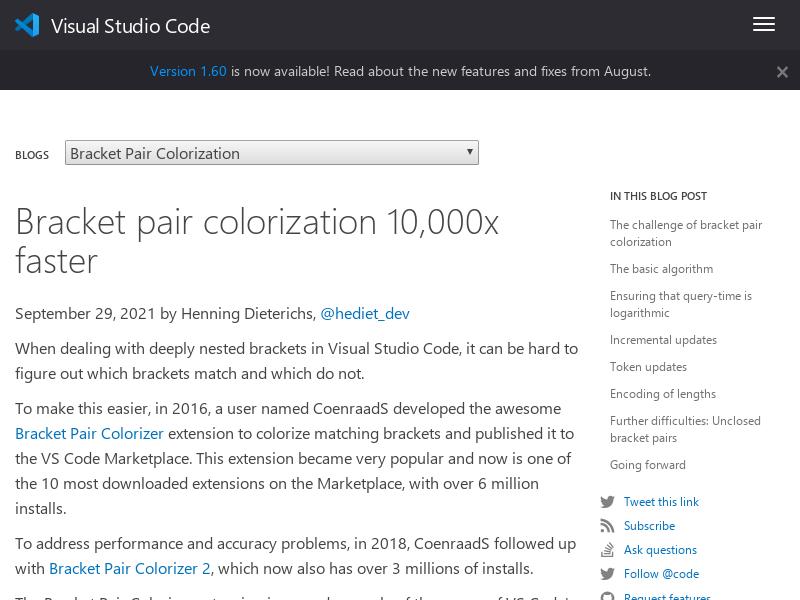 Visual Studio Code
Version 1.60 is now available! Read about the new features and fixes from August.
BLOGS
Bracket Pair Colorization
Bracket pair colorization 10,000x
faster
September 29, 2021 by Henning Dieterichs, @hediet_dev
When dealing with deeply nested brackets in Visual Studio Code, it can be hard to
figure out which brackets match and which do not.
To make this easier, in 2016, a user named CoenraadS developed the awesome
Bracket Pair Colorizer extension to colorize matching brackets and published it to
the VS Code Marketplace. This extension became very popular and now is one of
the 10 most downloaded extensions on the Marketplace, with over 6 million
installs.
To address performance and accuracy problems, in 2018, CoenraadS followed up
with Bracket Pair Colorizer 2, which now also has over 3 millions of installs.
IN THIS BLOG POST
The challenge of bracket pair
colorization
The basic algorithm
Ensuring that query-time is
logarithmic
Incremental updates
Token updates
Encoding of lengths
Further difficulties: Unclosed
bracket pairs
Going forward
Tweet this link
Subscribe
Ask questions
Follow @code
Request features